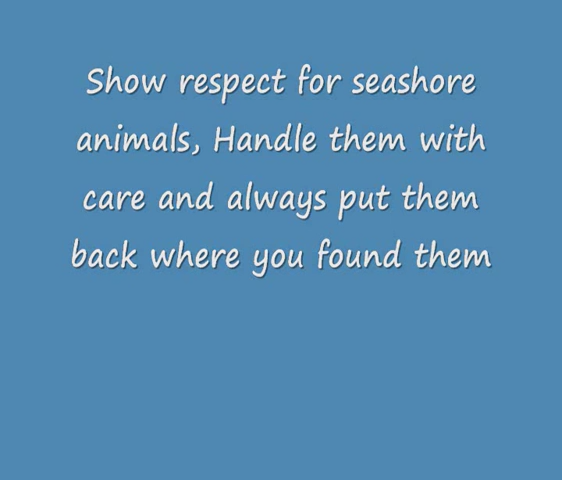 Show respect for seashore
animals, Handle them with
care and always put them
back where you found them